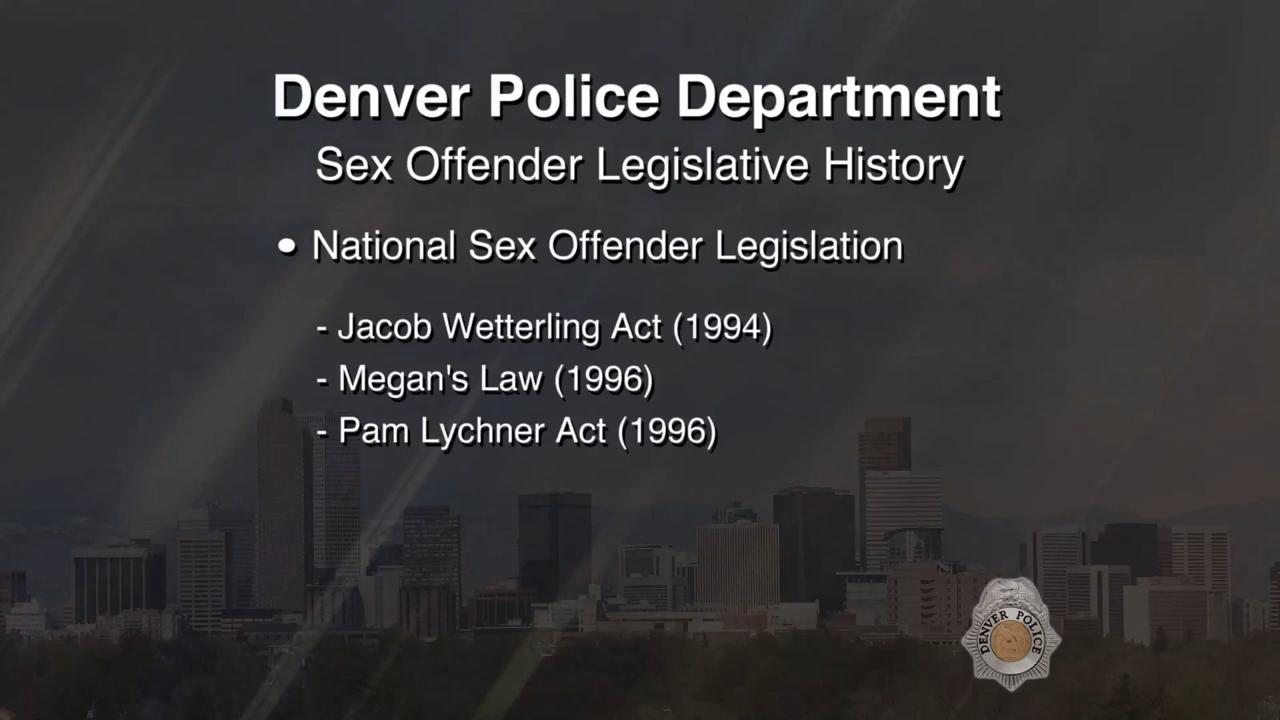 Denver Police Department
Sex Offender Legislative History
• National Sex Offender Legislation
- Jacob Wetterling Act (1994)
- Megan's Law (1996)
- Pam Lychner Act (1996)
DENVER POLICE